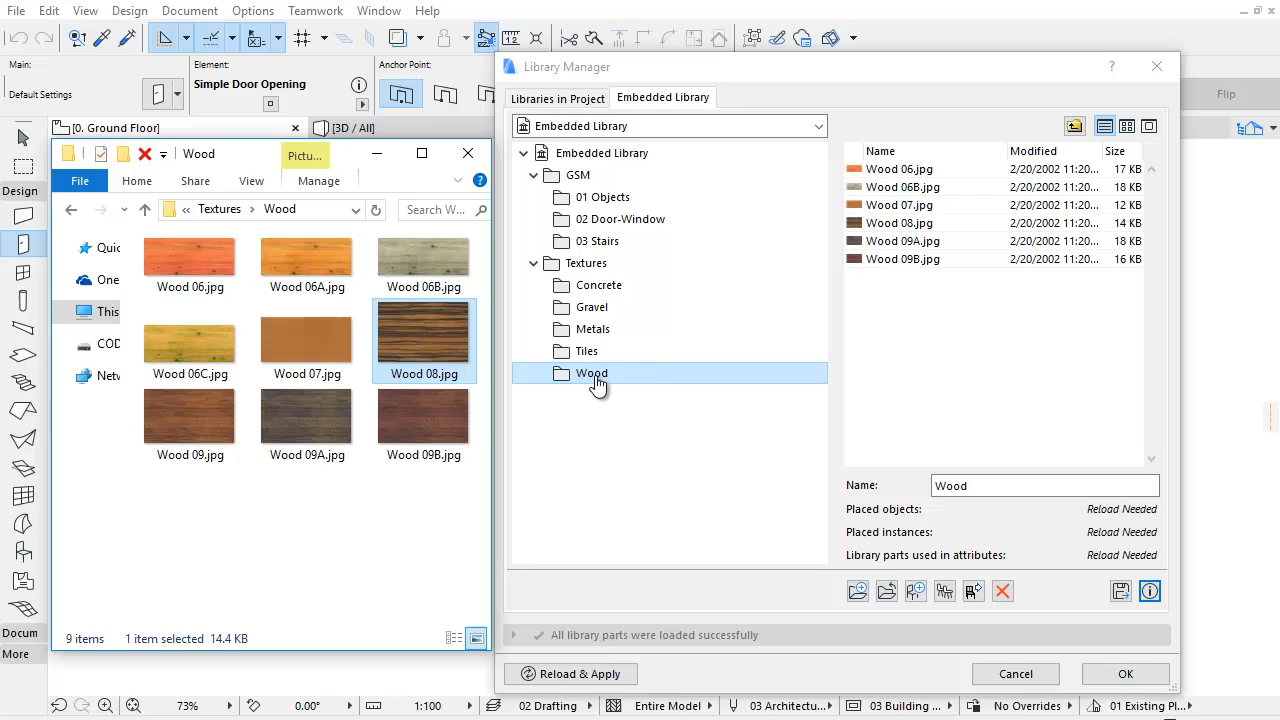 File Edit View Design Document Options Teamwork Window Help
Main:
Default Settings
Element:
Simple Door Opening
Anchor Point:
Flip
[0. Ground Floor]
[3D / All]
Design
Docum
More
Wood
Pictu...
File Home Share View Manage
Textures Wood
Search W...
Quic
One
This
COD
Netv
Wood 06.jpg Wood 06A.jpg Wood 06B.jpg
Wood 06C.jpg Wood 07.jpg Wood 08.jpg
Wood 09.jpg Wood 09A.jpg Wood 09B.jpg
9 items 1 item selected 14.4 KB
Library Manager
Libraries in Project Embedded Library
Embedded Library
Embedded Library
GSM
01 Objects
02 Door-Window
03 Stairs
Textures
Concrete
Gravel
Metals
Tiles
Wood
Name Modified Size
Wood 06.jpg 2/20/2002 11:20... 17 KB
Wood 06B.jpg 2/20/2002 11:20... 18 KB
Wood 07.jpg 2/20/2002 11:20... 12 KB
Wood 08.jpg 2/20/2002 11:20... 14 KB
Wood 09A.jpg 2/20/2002 11:20... 18 KB
Wood 09B.jpg 2/20/2002 11:20... 16 KB
Name: Wood
Placed objects: Reload Needed
Placed instances: Reload Needed
Library parts used in attributes: Reload Needed
All library parts were loaded successfully
Reload & Apply Cancel OK
73% 0.00° 1:100 02 Drafting Entire Model 03 Architectu... 03 Building ... No Overrides 01 Existing Pl...